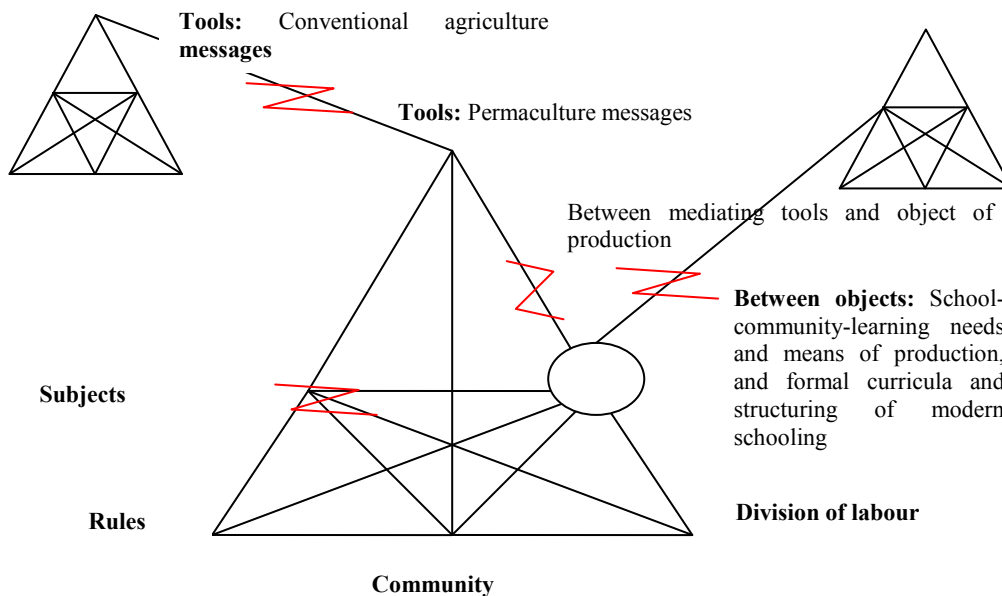 Tools: Conventional agriculture
messages
Tools: Permaculture messages
Between mediating tools and object of
production
Between objects: School-
community-learning needs
and means of production,
and formal curricula and
structuring of modern
schooling
Subjects
Rules
Division of labour
Community